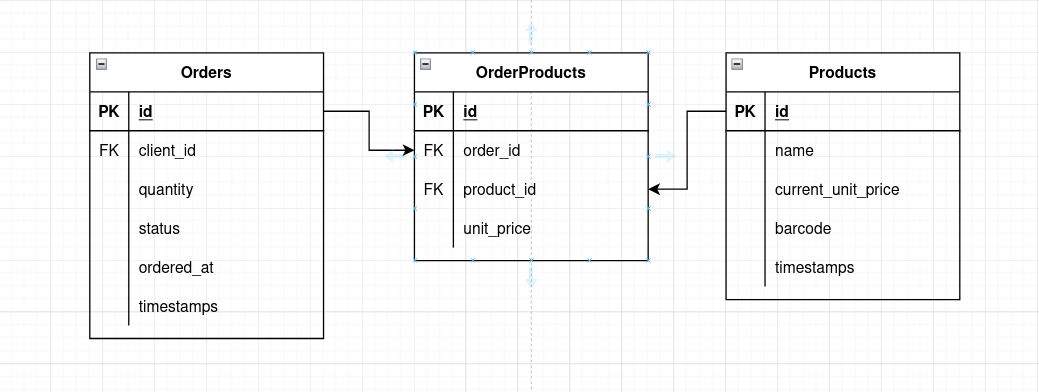 Orders
PK id
FK client_id
quantity
status
ordered_at
timestamps
OrderProducts
PK id
FK order_id
FK product_id
unit_price
Products
PK id
name
current_unit_price
barcode
timestamps